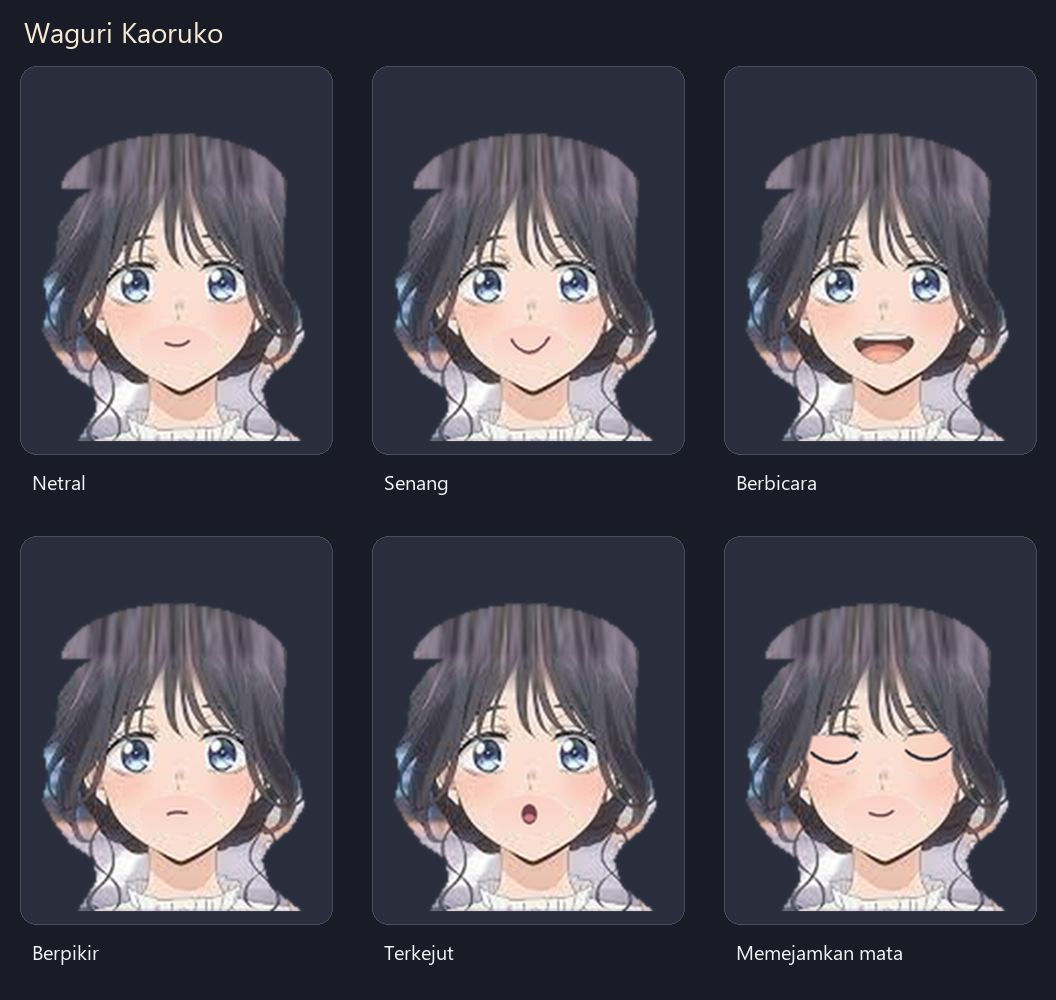 Waguri Kaoruko
Netral
Senang
Berbicara
Berpikir
Terkejut
Memejamkan mata